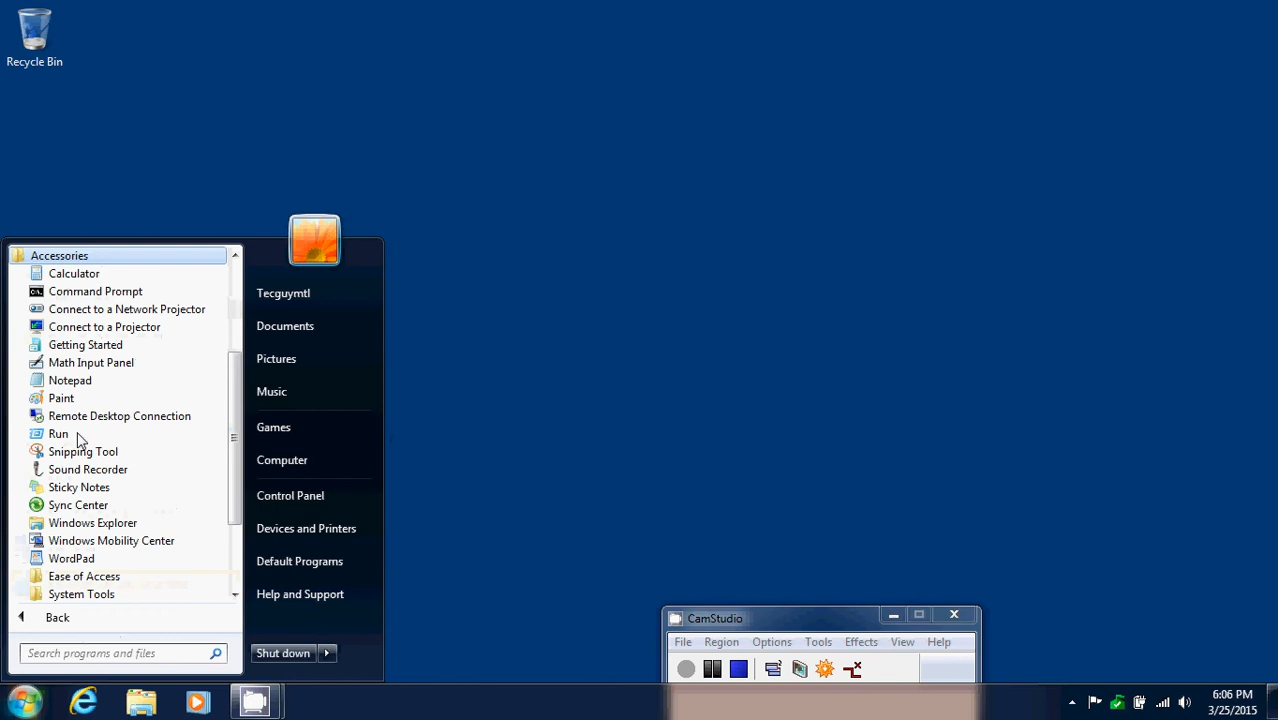 Recycle Bin
Accessories
Calculator
Command Prompt
Connect to a Network Projector
Connect to a Projector
Getting Started
Math Input Panel
Notepad
Paint
Remote Desktop Connection
Run
Snipping Tool
Sound Recorder
Sticky Notes
Sync Center
Windows Explorer
Windows Mobility Center
WordPad
Ease of Access
System Tools
Back
Search programs and files
Tecguymtl
Documents
Pictures
Music
Games
Computer
Control Panel
Devices and Printers
Default Programs
Help and Support
Shut down
CamStudio
File Region Options Tools Effects View Help
6:06 PM
3/25/2015